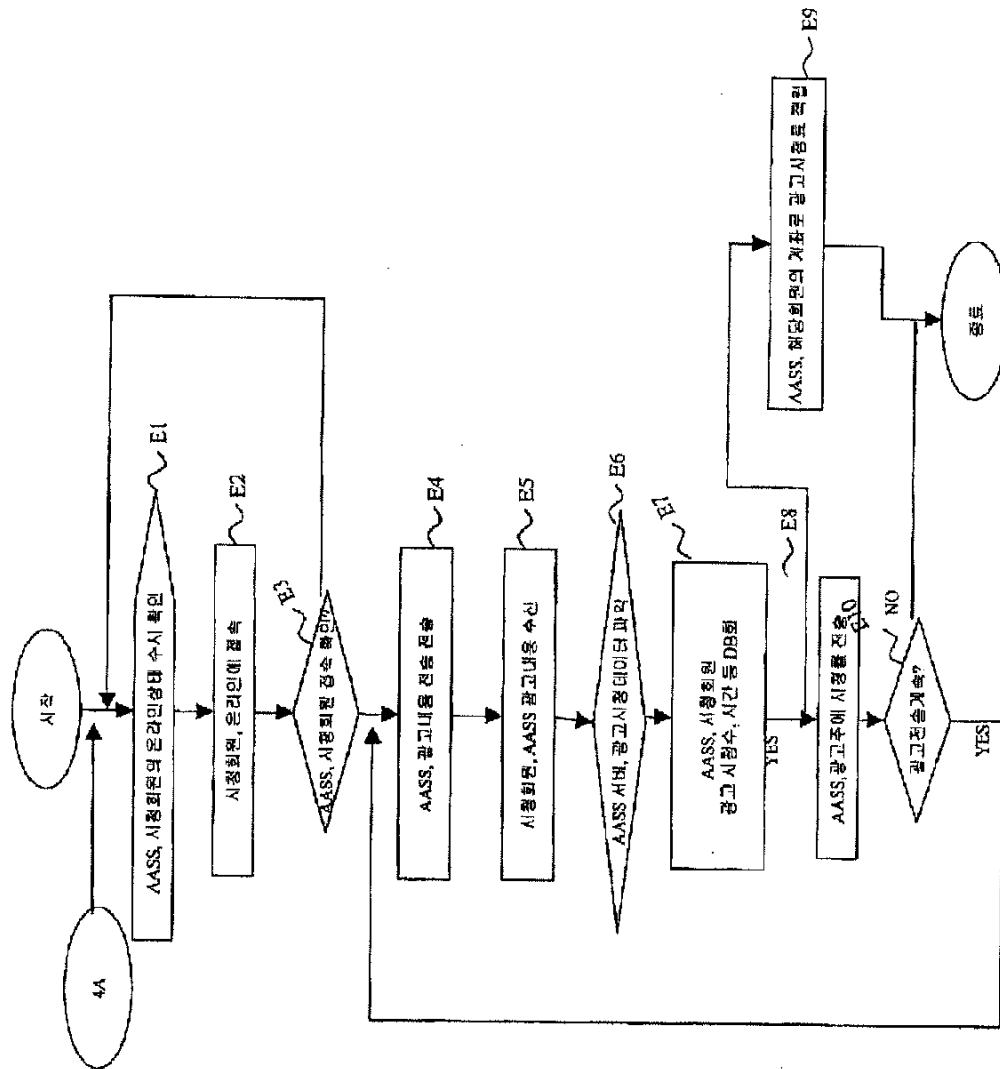 시작
4A
AASS, 시청회원의 온라인상태 수시 확인
E1
시청회원, 온라인에 접속
E2
AASS, 시청회원 접속 확인?
E3
AASS, 광고내용 전송 전송
E4
시청회원, AASS 광고내용 수신
E5
AASS 서버, 광고시청 데이터 파악
E6
AASS, 시청회원
광고 시청수, 시간 등 DB화
E7
YES
E8
AASS, 광고주에 시청률 전송
E10
AASS, 해당회원의 계좌로 광고시청료 적립
E9
광고전송계속?
NO
YES
종료